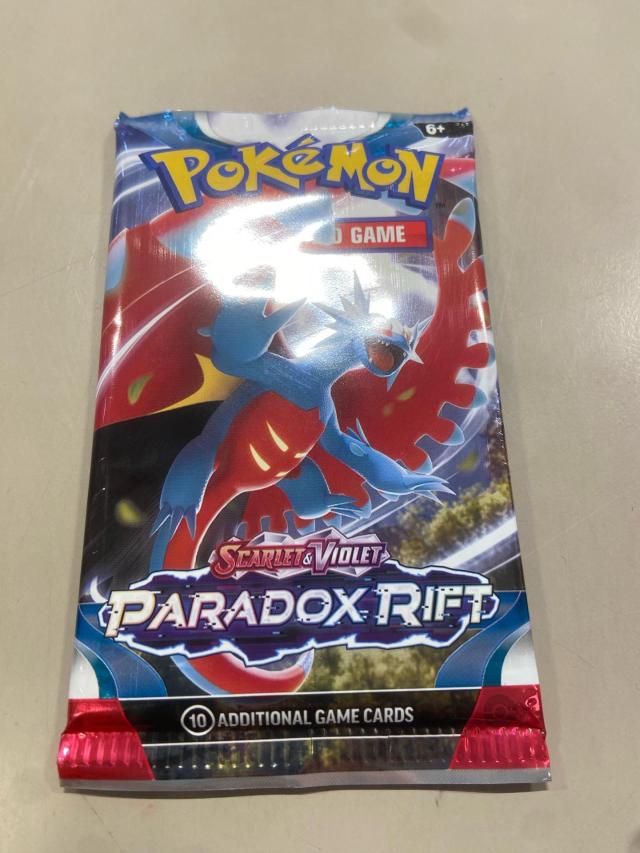 6+
POKéMON
GAME
SCARLET & VIOLET
PARADOX RIFT
10 ADDITIONAL GAME CARDS